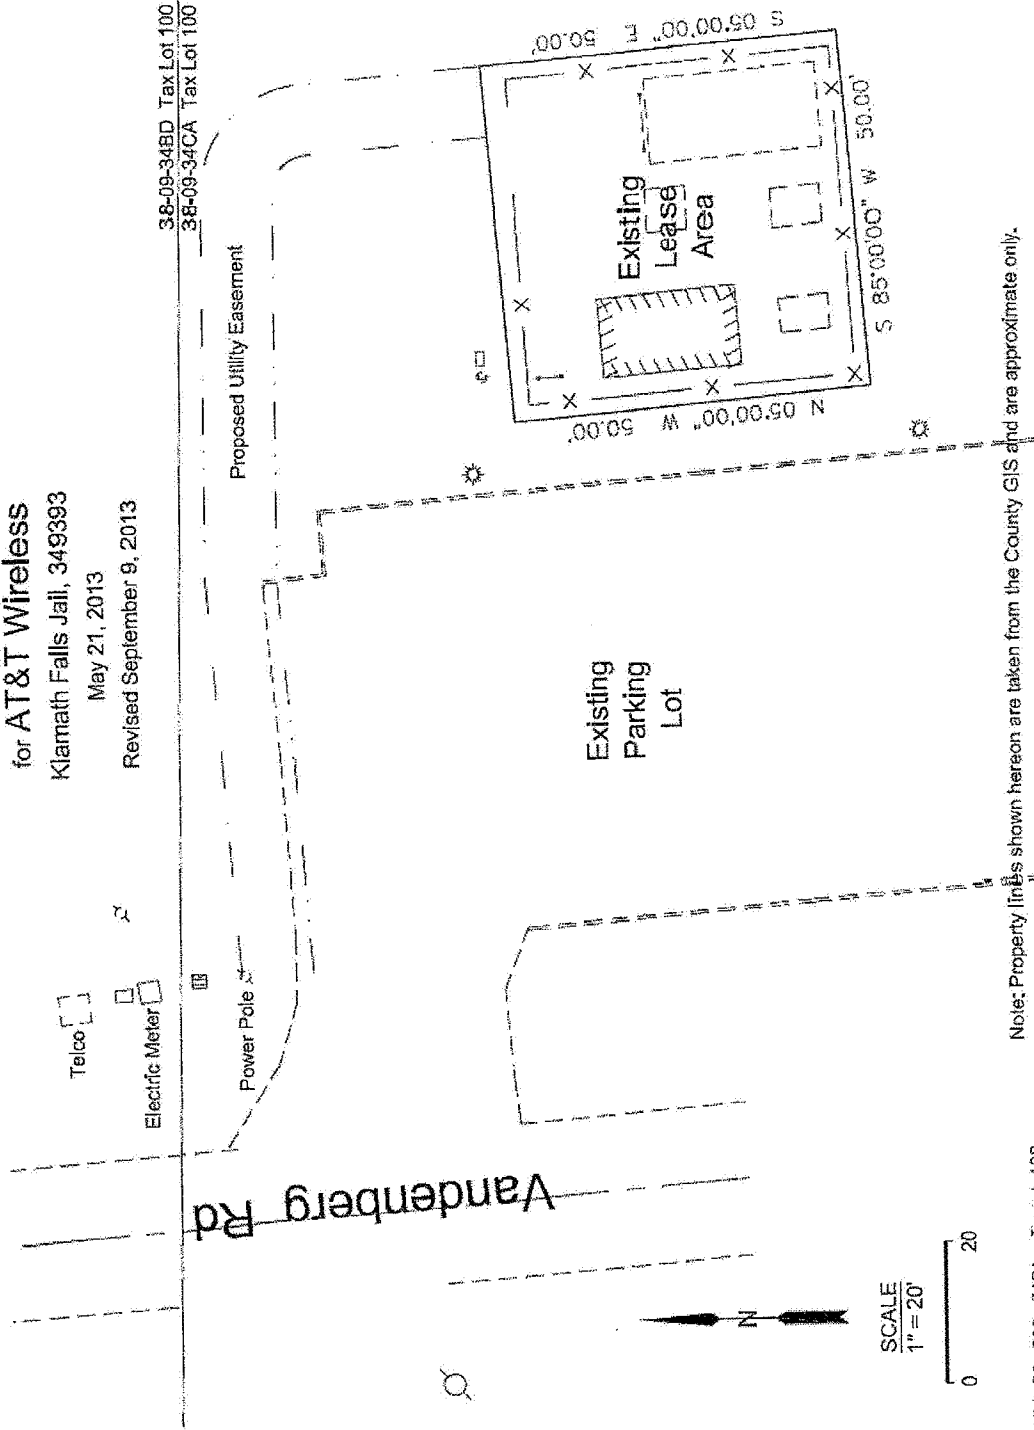 for AT&T Wireless
Klamath Falls Jail, 349393
May 21, 2013
Revised September 9, 2013
38-09-34BD Tax Lot 100
38-09-34CA Tax Lot 100
Telco
Electric Meter
Power Pole
Proposed Utility Easement
Vandenberg Rd
Existing
Parking
Lot
Existing
Lease
Area
S 05°00'00" E 50.00'
N 05°00'00" W 50.00'
S 85°00'00" W 50.00'
N
SCALE
1" = 20'
0 20
Note: Property lines shown hereon are taken from the County GIS and are approximate only.